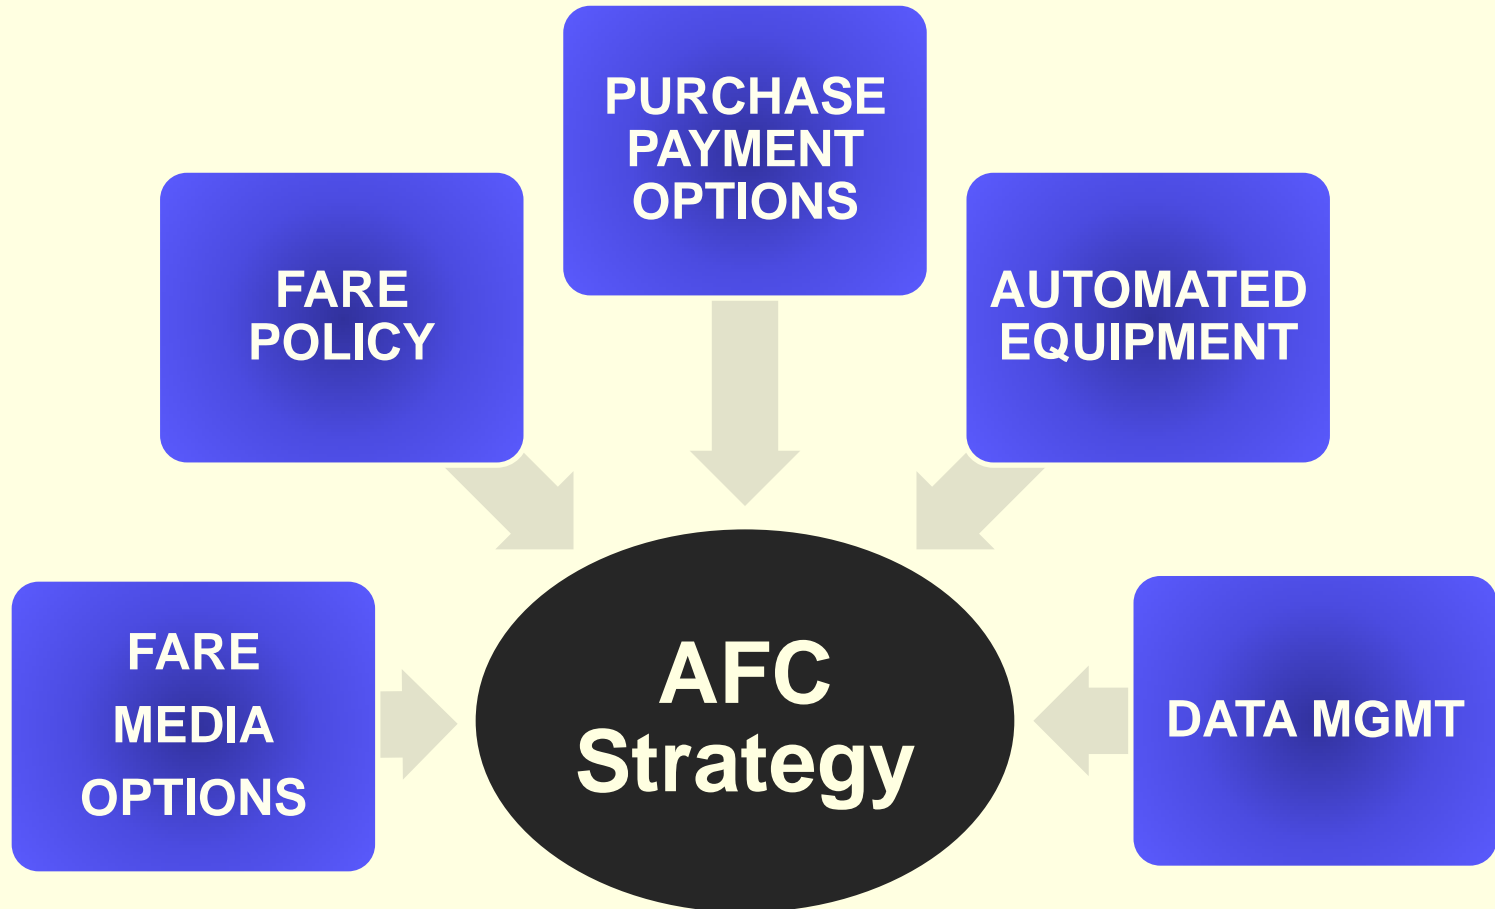 PURCHASE
PAYMENT
OPTIONS
FARE
POLICY
AUTOMATED
EQUIPMENT
FARE
MEDIA
OPTIONS
AFC
Strategy
DATA MGMT